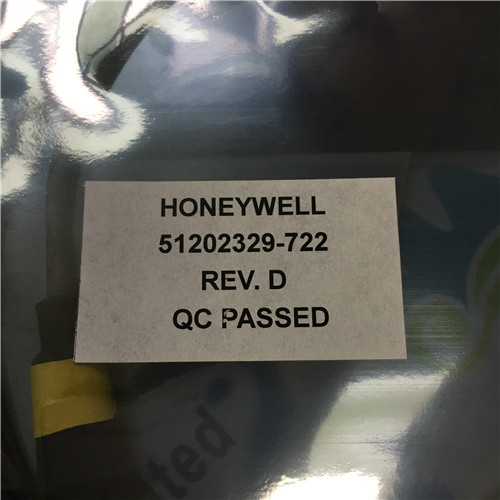 HONEYWELL
51202329-722
REV. D
QC PASSED